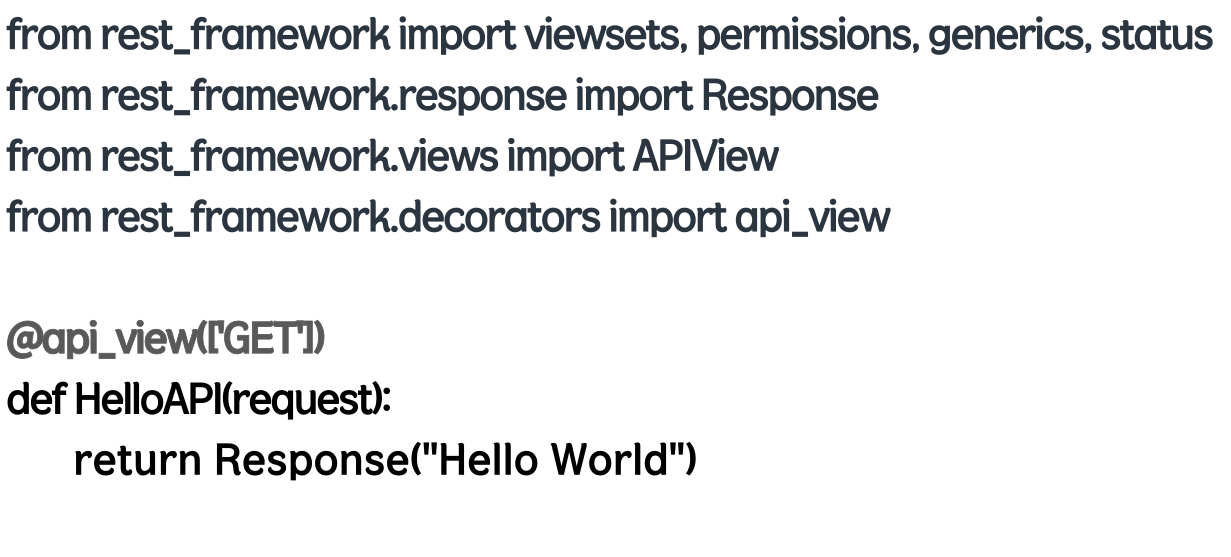 from rest_framework import viewsets, permissions, generics, status
from rest_framework.response import Response
from rest_framework.views import APIView
from rest_framework.decorators import api_view
@api_view(['GET'])
def HelloAPI(request):
return Response("Hello World")